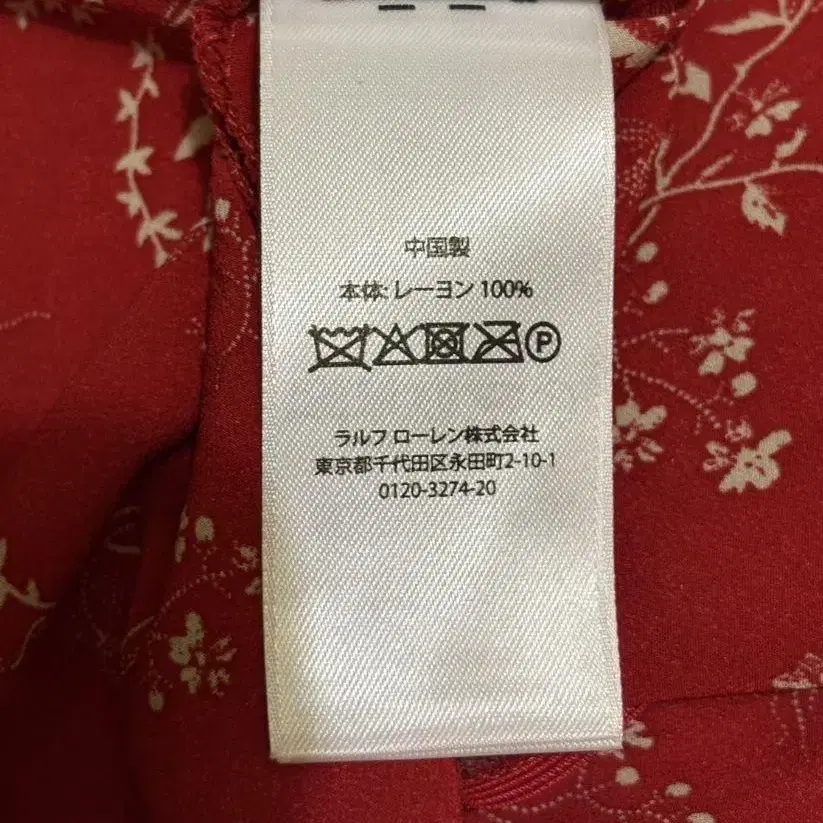 中国製
本体: レーヨン 100%
P
ラルフ ローレン株式会社
東京都千代田区永田町2-10-1
0120-3274-20